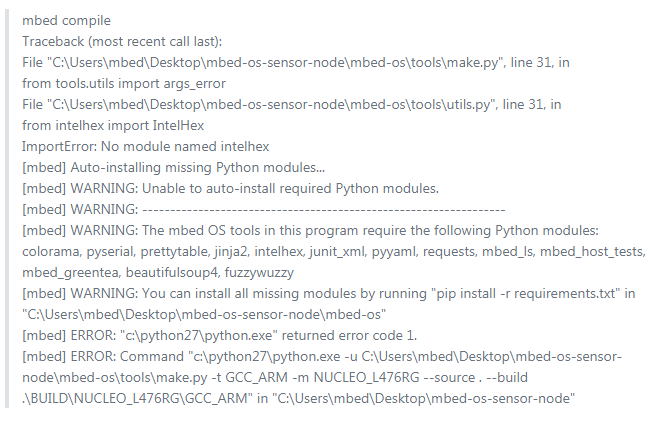 mbed compile
Traceback (most recent call last):
File "C:\Users\mbed\Desktop\mbed-os-sensor-node\mbed-os\tools\make.py", line 31, in
from tools.utils import args_error
File "C:\Users\mbed\Desktop\mbed-os-sensor-node\mbed-os\tools\utils.py", line 31, in
from intelhex import IntelHex
ImportError: No module named intelhex
[mbed] Auto-installing missing Python modules...
[mbed] WARNING: Unable to auto-install required Python modules.
[mbed] WARNING: -----------------------------------------------------------------
[mbed] WARNING: The mbed OS tools in this program require the following Python modules:
colorama, pyserial, prettytable, jinja2, intelhex, junit_xml, pyyaml, requests, mbed_ls, mbed_host_tests,
mbed_greentea, beautifulsoup4, fuzzywuzzy
[mbed] WARNING: You can install all missing modules by running "pip install -r requirements.txt" in
"C:\Users\mbed\Desktop\mbed-os-sensor-node\mbed-os"
[mbed] ERROR: "c:\python27\python.exe" returned error code 1.
[mbed] ERROR: Command "c:\python27\python.exe -u C:\Users\mbed\Desktop\mbed-os-sensor-
node\mbed-os\tools\make.py -t GCC_ARM -m NUCLEO_L476RG --source . --build
.\BUILD\NUCLEO_L476RG\GCC_ARM" in "C:\Users\mbed\Desktop\mbed-os-sensor-node"